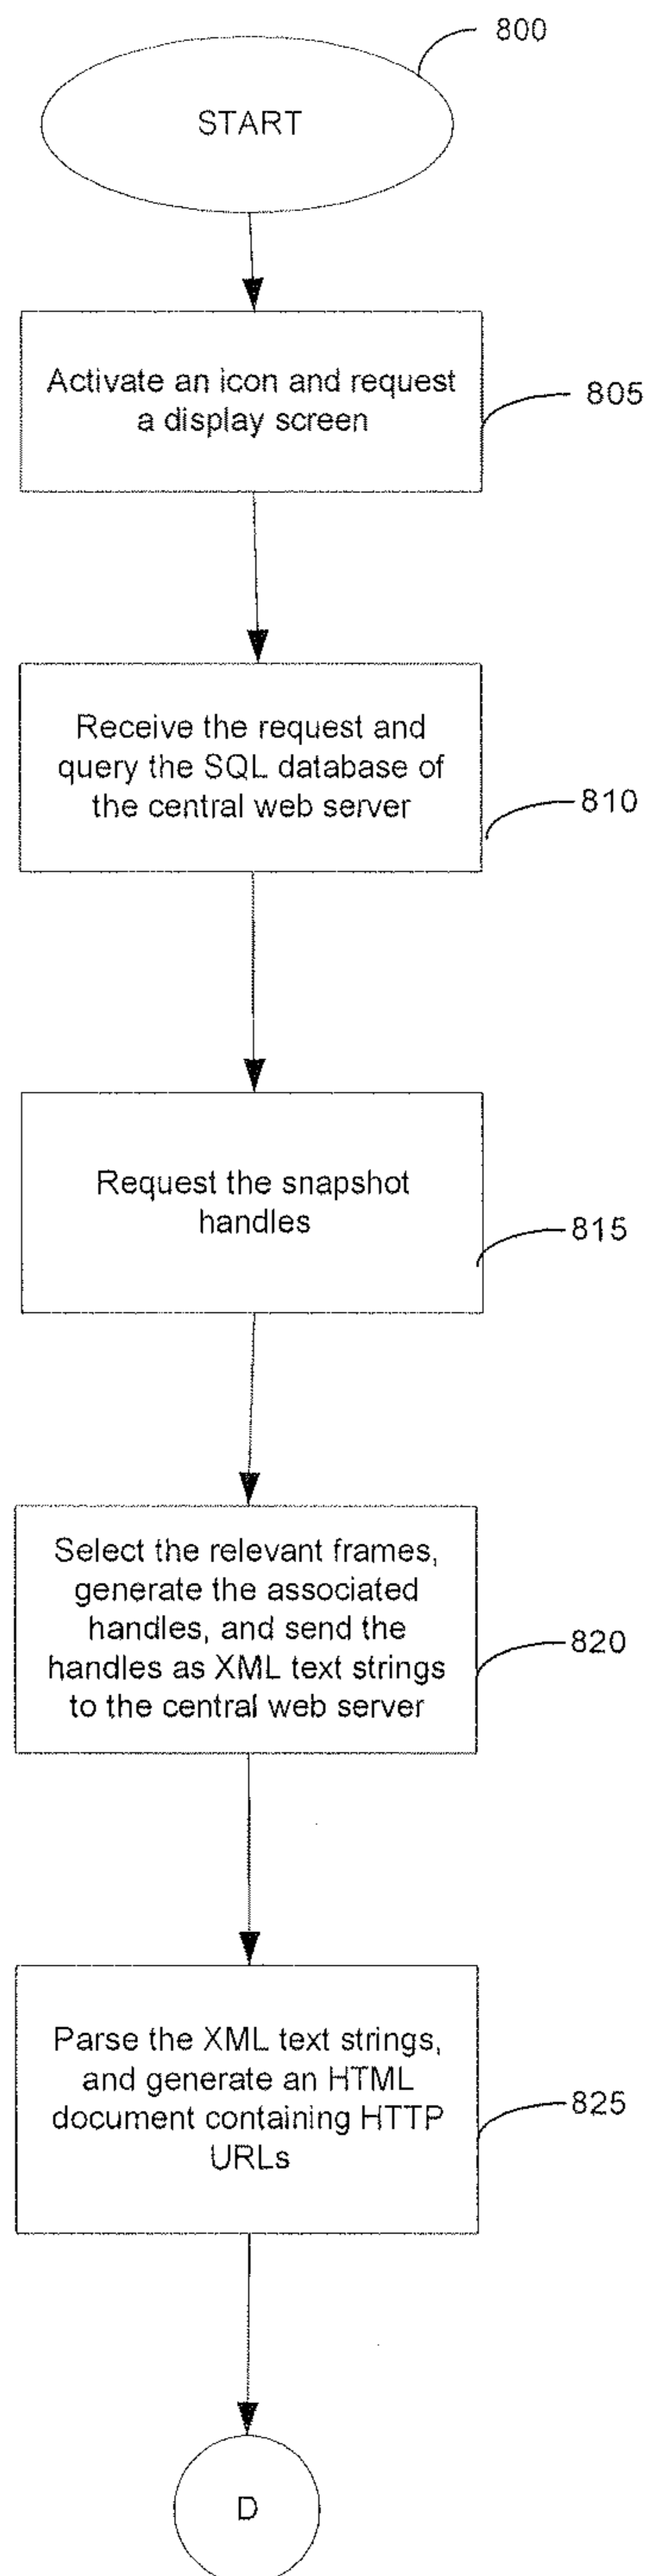 800
START
Activate an icon and request
a display screen
805
Receive the request and
query the SQL database of
the central web server
810
Request the snapshot
handles
815
Select the relevant frames,
generate the associated
handles, and send the
handles as XML text strings
to the central web server
820
Parse the XML text strings,
and generate an HTML
document containing HTTP
URLs
825
D